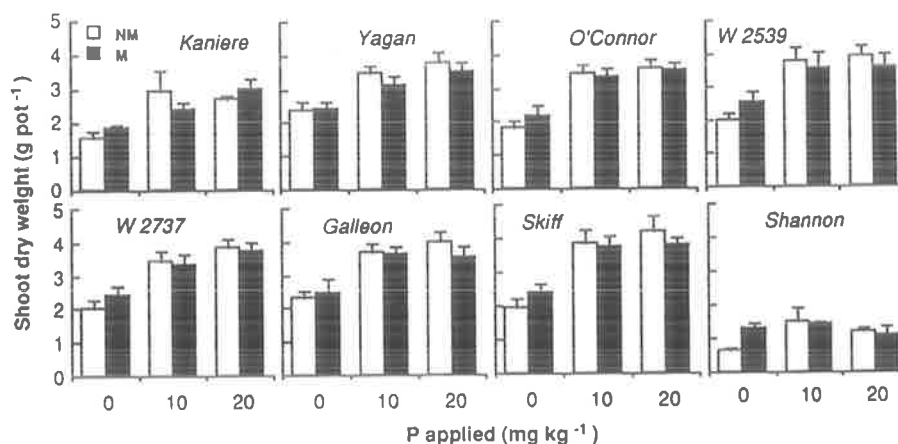 Shoot dry weight (g pot -1)
NM
M
Kaniere
Yagan
O'Connor
W 2539
5
4
3
2
1
0
W 2737
Galleon
Skiff
Shannon
5
4
3
2
1
0
0 10 20 0 10 20 0 10 20 0 10 20
P applied (mg kg -1)